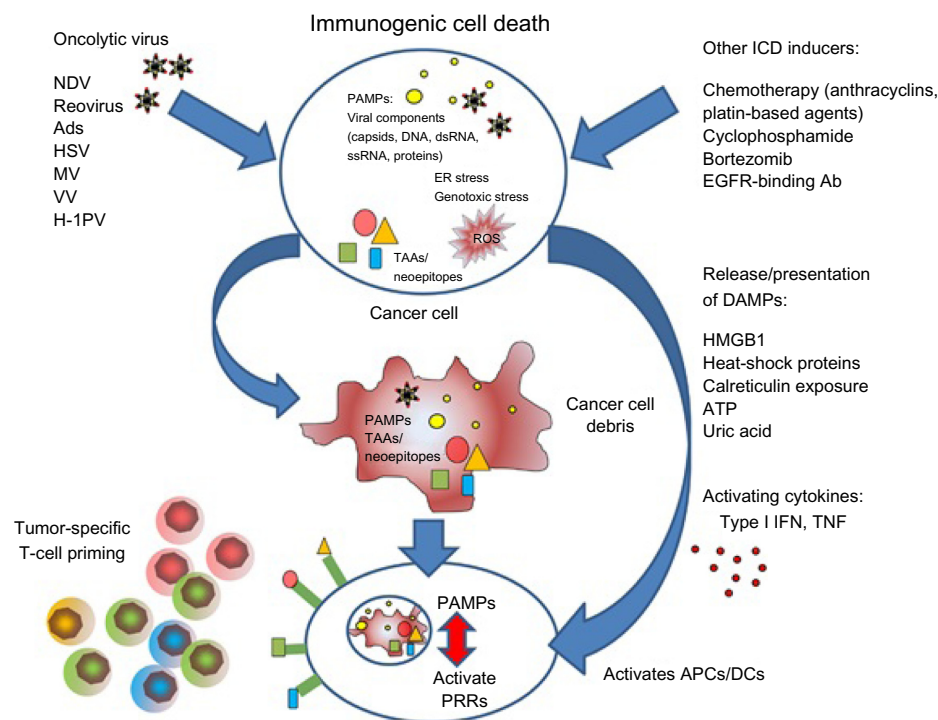 Immunogenic cell death
Oncolytic virus
NDV
Reovirus
Ads
HSV
MV
VV
H-1PV
PAMPs:
Viral components
(capsids, DNA, dsRNA,
ssRNA, proteins)
ER stress
Genotoxic stress
ROS
TAAs/
neoepitopes
Cancer cell
Other ICD inducers:
Chemotherapy (anthracyclins,
platin-based agents)
Cyclophosphamide
Bortezomib
EGFR-binding Ab
Release/presentation
of DAMPs:
HMGB1
Heat-shock proteins
Calreticulin exposure
ATP
Uric acid
PAMPs
TAAs/
neoepitopes
Cancer cell
debris
Activating cytokines:
Type I IFN, TNF
Tumor-specific
T-cell priming
PAMPs
Activate
PRRs
Activates APCs/DCs